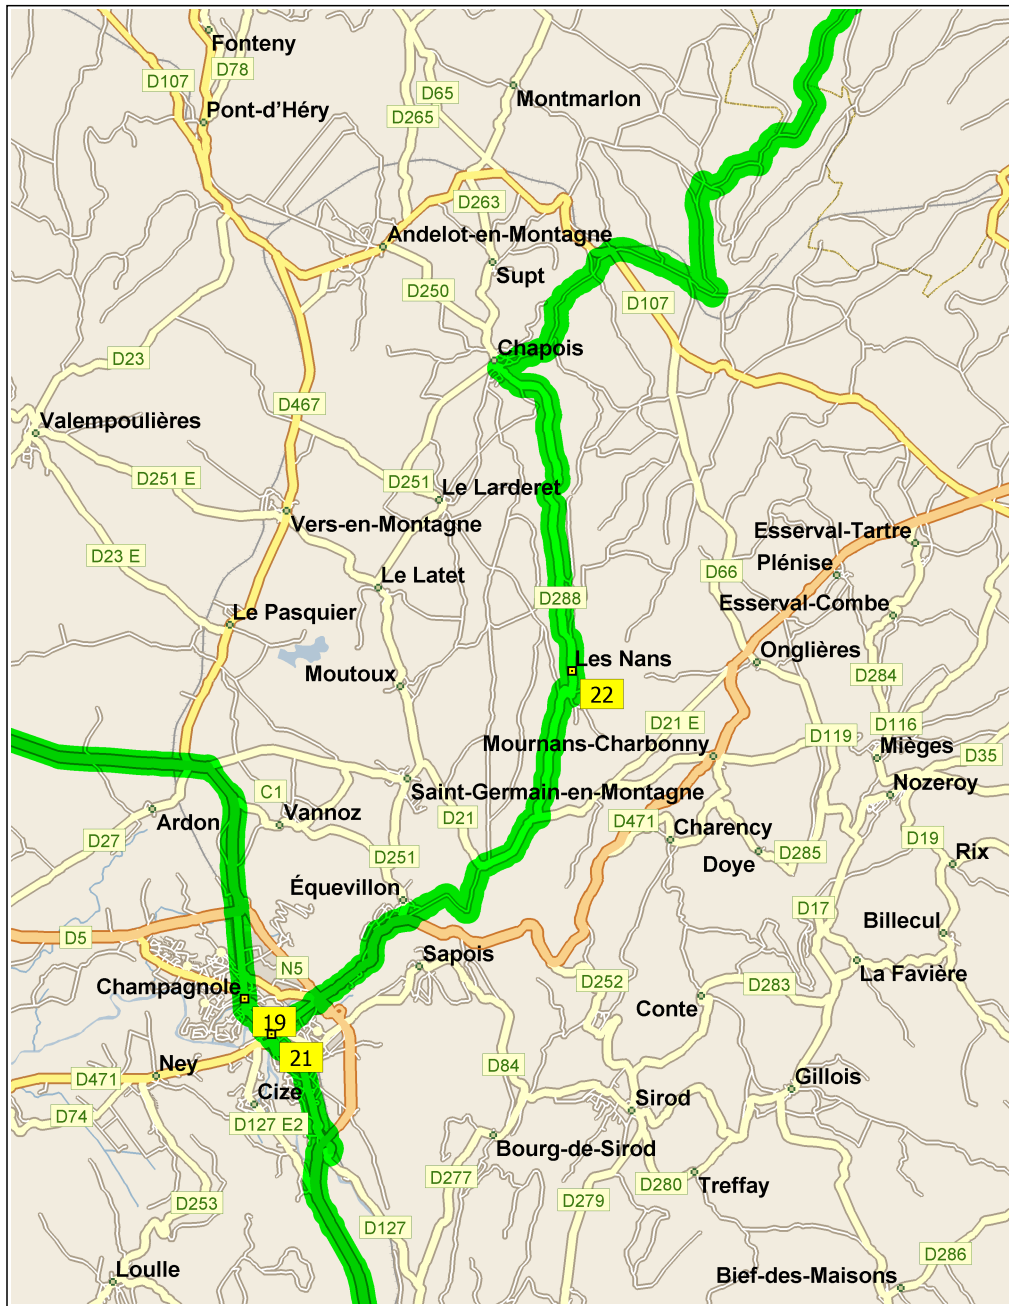 Fonteny
D78
D107
D65
Montmarlon
Pont-d'Héry
D265
D263
Andelot-en-Montagne
Supt
D250
D107
Chapois
D23
D467
Valempoulières
D251 E
D251
Le Larderet
Vers-en-Montagne
Esserval-Tartre
D23 E
Plénise
D66
Le Latet
D288
Esserval-Combe
Le Pasquier
Onglières
Les Nans
Moutoux
D284
22
D21 E
D116
D119
Mournans-Charbonny
Mièges
D35
Nozeroy
C1
Saint-Germain-en-Montagne
Vannoz
Ardon
D21
D471
Charency
D27
D19
D251
Doye
D285
Rix
Équevillon
D17
Billecul
D5
Sapois
N5
La Favière
D252
D283
Champagnole
Conte
19
21
Ney
D84
D471
Gillois
Cize
Sirod
D74
D127 E2
Bourg-de-Sirod
D277
D280
Treffay
D253
D279
D127
D286
Loulle
Bief-des-Maisons